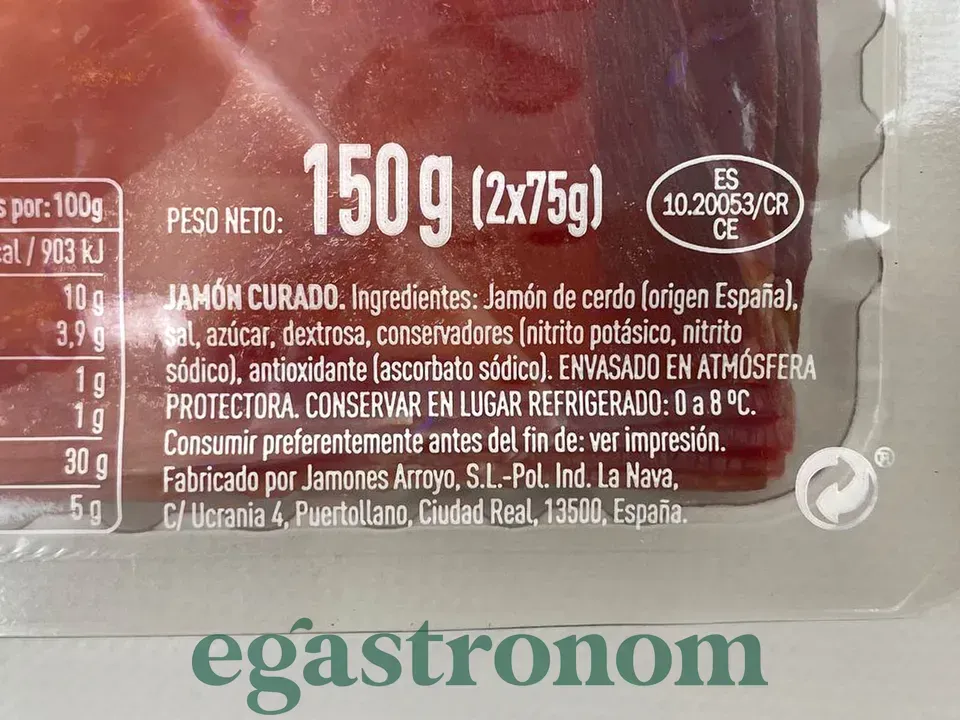 PESO NETO: 150g (2x75g)
ES
10.20053/CR
CE
por: 100g
/ 903 kJ
10 g
3,9 g
1 g
1 g
30 g
5 g
JAMÓN CURADO. Ingredientes: Jamón de cerdo (origen España),
sal, azúcar, dextrosa, conservadores (nitrito potásico, nitrito
sódico), antioxidante (ascorbato sódico). ENVASADO EN ATMÓSFERA
PROTECTORA. CONSERVAR EN LUGAR REFRIGERADO: 0 a 8 ºC.
Consumir preferentemente antes del fin de: ver impresión.
Fabricado por Jamones Arroyo, S.L.-Pol. Ind. La Nava,
C/ Ucrania 4, Puertollano, Ciudad Real, 13500, España.
®
egastronom